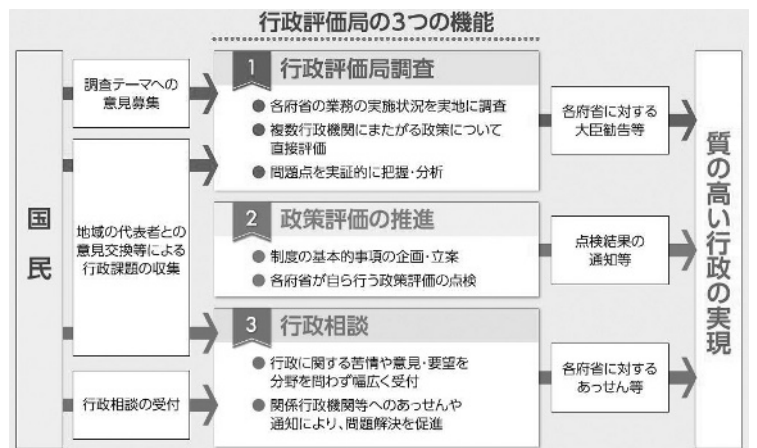 行政評価局の3つの機能
国民
調査テーマへの
意見募集
地域の代表者との
意見交換等による
行政課題の収集
行政相談の受付
1 行政評価局調査
● 各府省の業務の実施状況を実地に調査
● 複数行政機関にまたがる政策について
直接評価
● 問題点を実証的に把握・分析
2 政策評価の推進
● 制度の基本的事項の企画・立案
● 各府省が自ら行う政策評価の点検
3 行政相談
● 行政に関する苦情や意見・要望を
分野を問わず幅広く受付
● 関係行政機関等へのあっせんや
通知により、問題解決を促進
各府省に対する
大臣勧告等
点検結果の
通知等
各府省に対する
あっせん等
質の高い行政の実現